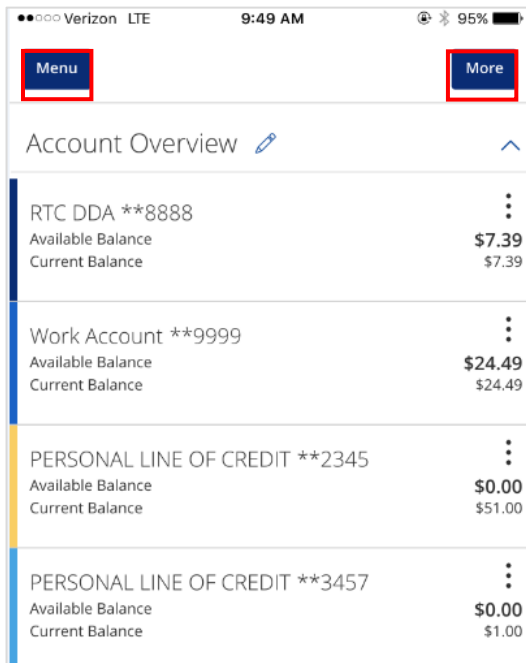 Verizon LTE 9:49 AM 95%
Menu More
Account Overview
RTC DDA **8888
Available Balance $7.39
Current Balance $7.39
Work Account **9999
Available Balance $24.49
Current Balance $24.49
PERSONAL LINE OF CREDIT **2345
Available Balance $0.00
Current Balance $51.00
PERSONAL LINE OF CREDIT **3457
Available Balance $0.00
Current Balance $1.00